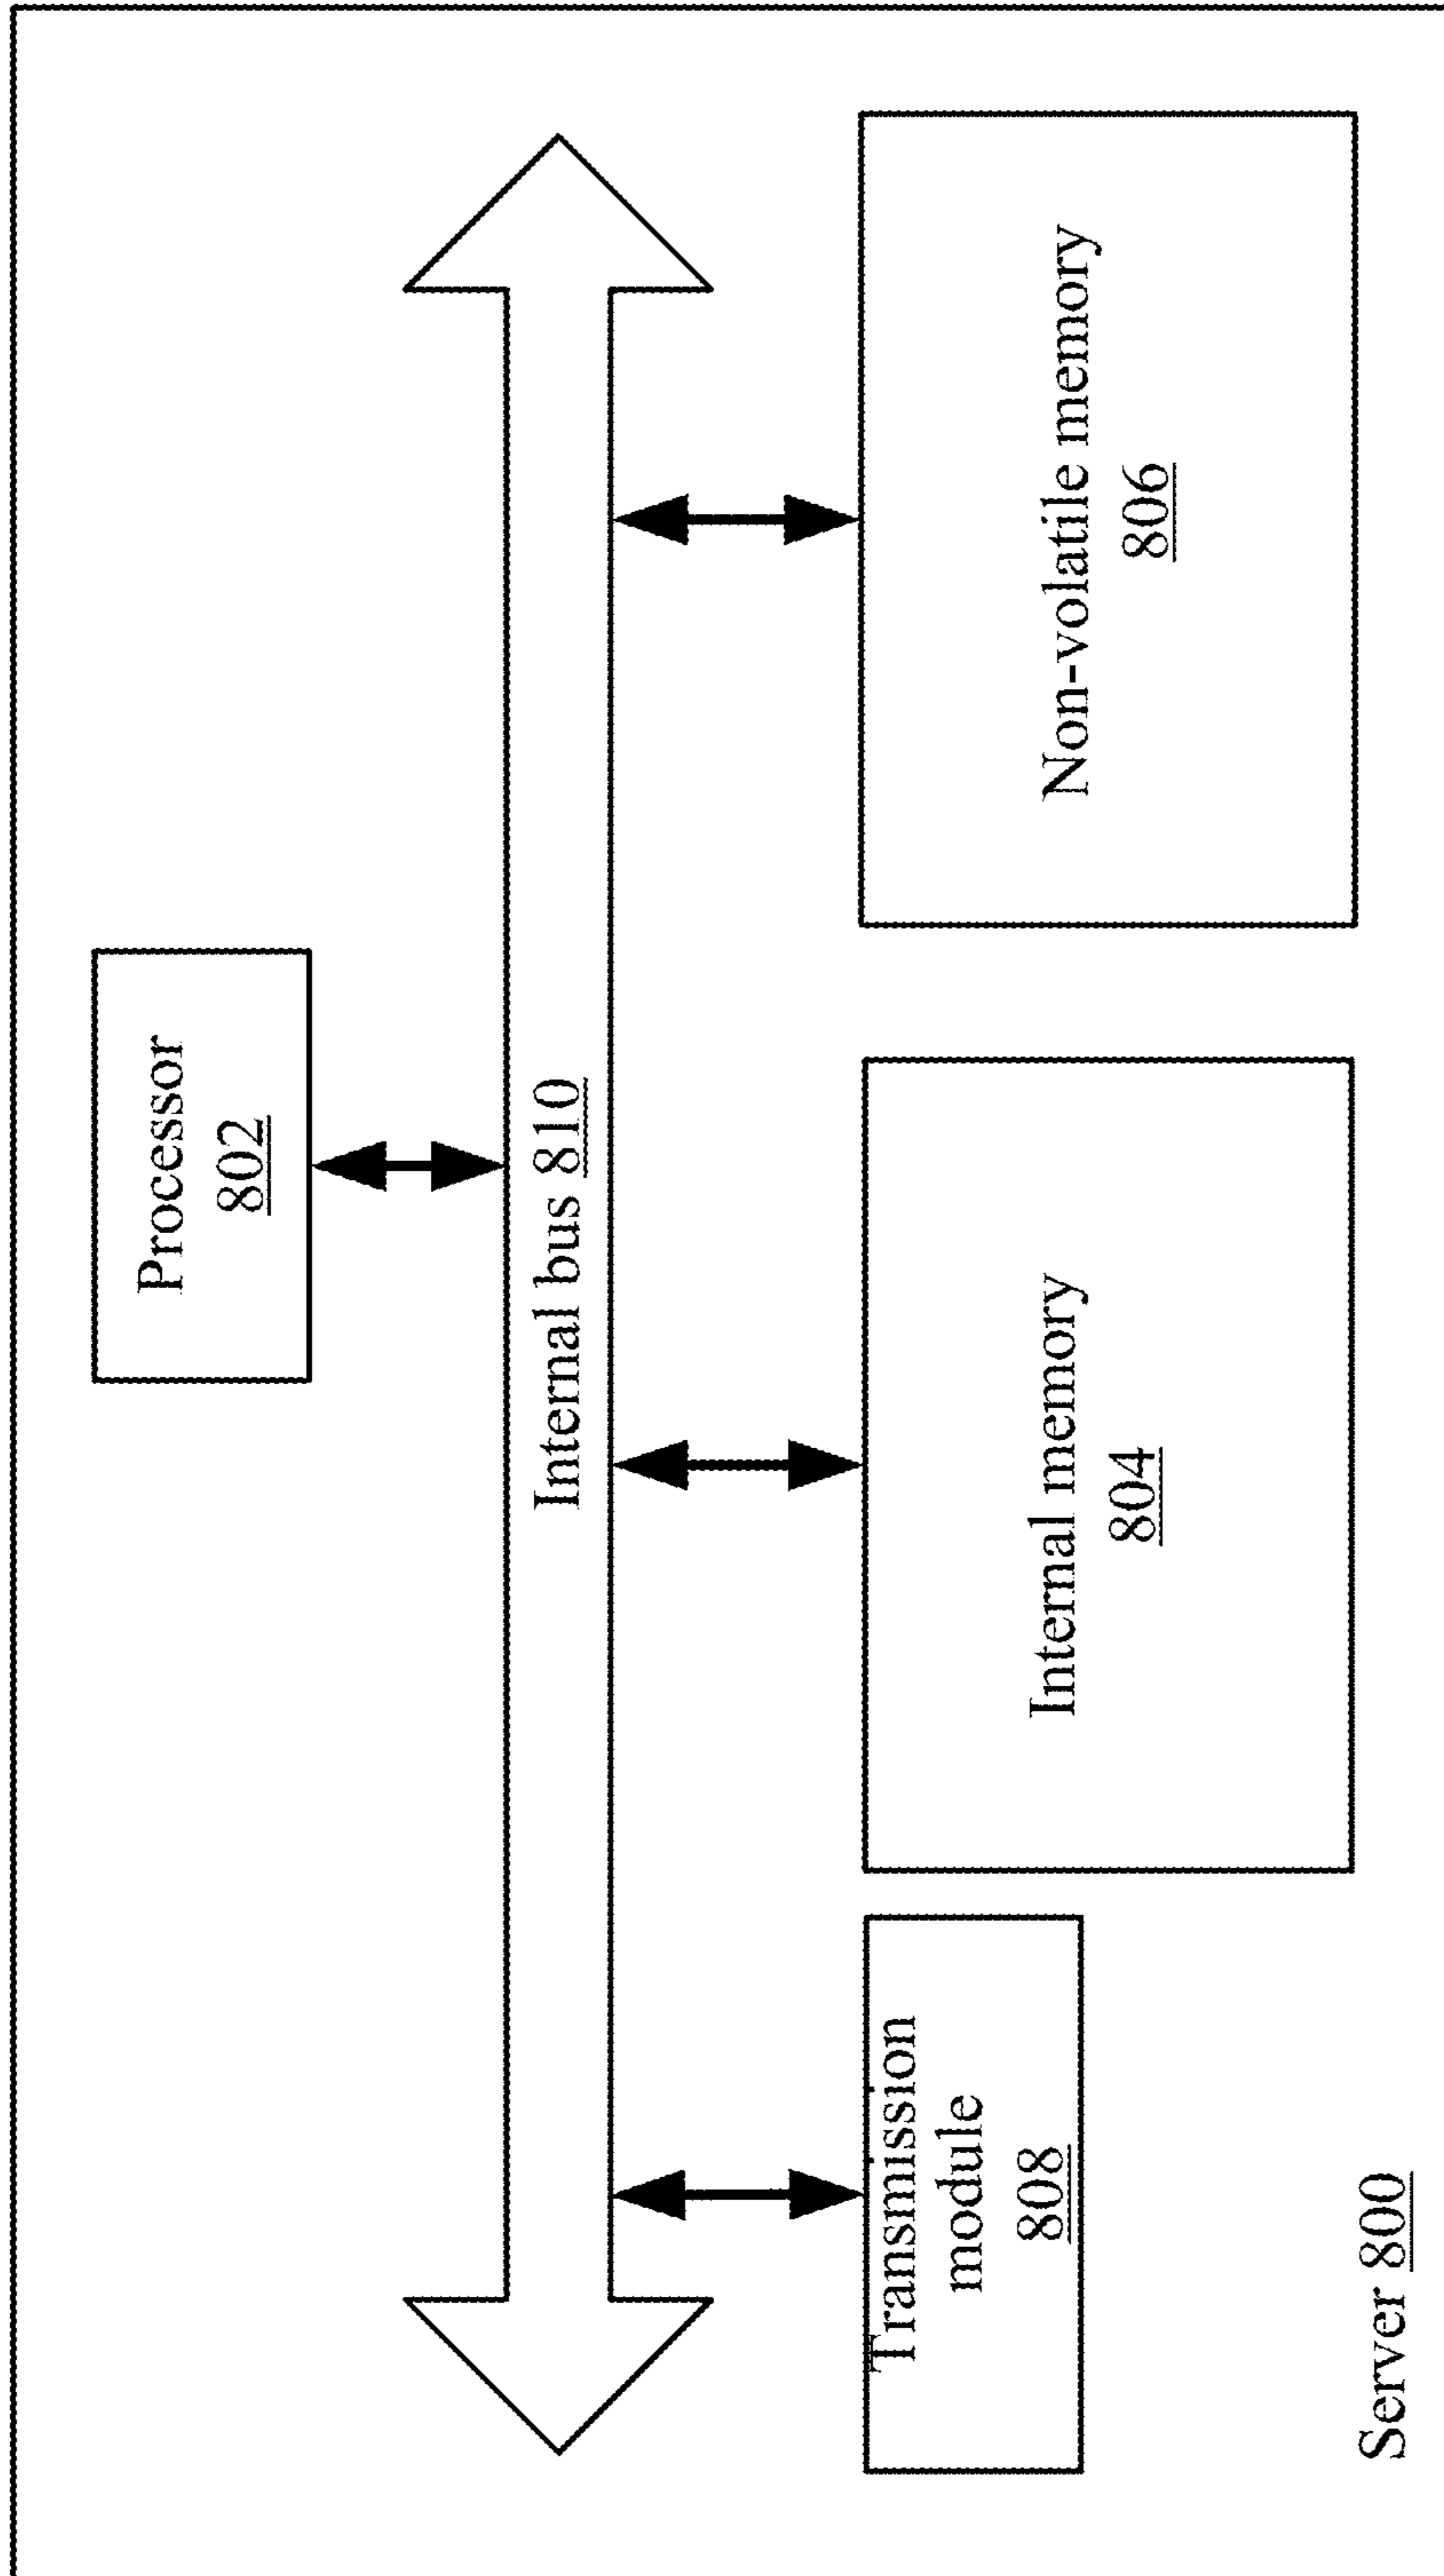 Processor
802
Internal bus 810
Transmission
module
808
Internal memory
804
Non-volatile memory
806
Server 800